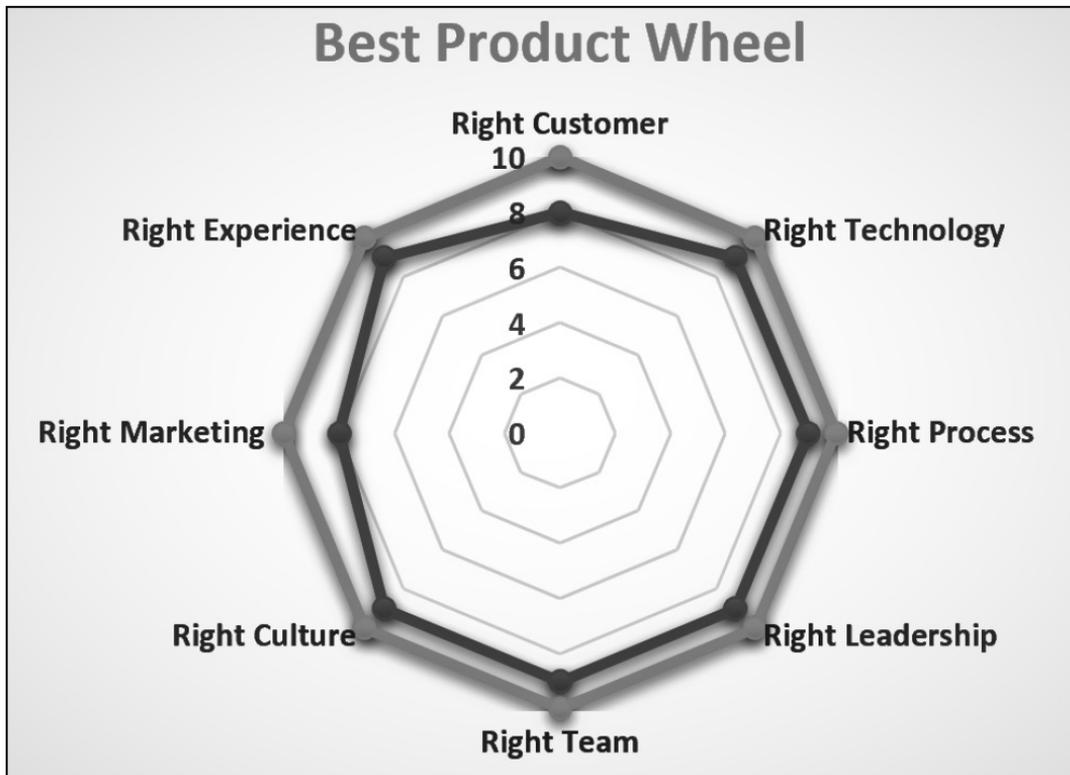 Best Product Wheel
Right Customer
10
Right Experience
8
Right Technology
6
4
2
Right Marketing
0
Right Process
Right Culture
Right Leadership
Right Team